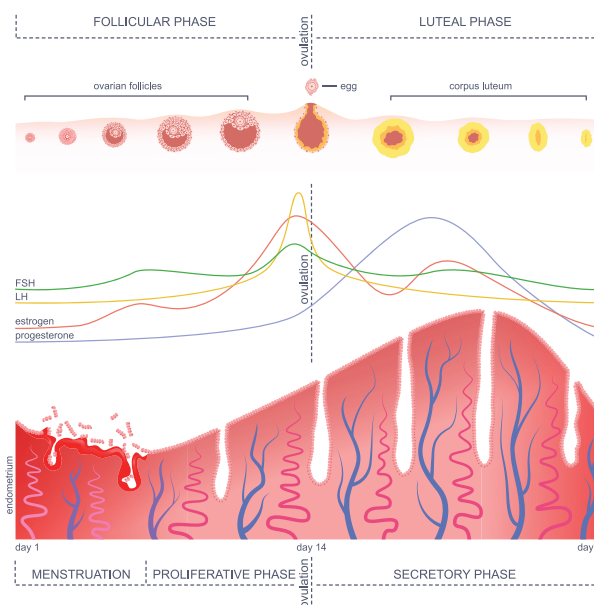 FOLLICULAR PHASE
ovulation
LUTEAL PHASE
ovarian follicles
egg
corpus luteum
FSH
LH
estrogen
progesterone
ovulation
endometrium
day 1
day 14
day
MENSTRUATION
PROLIFERATIVE PHASE
ovulation
SECRETORY PHASE